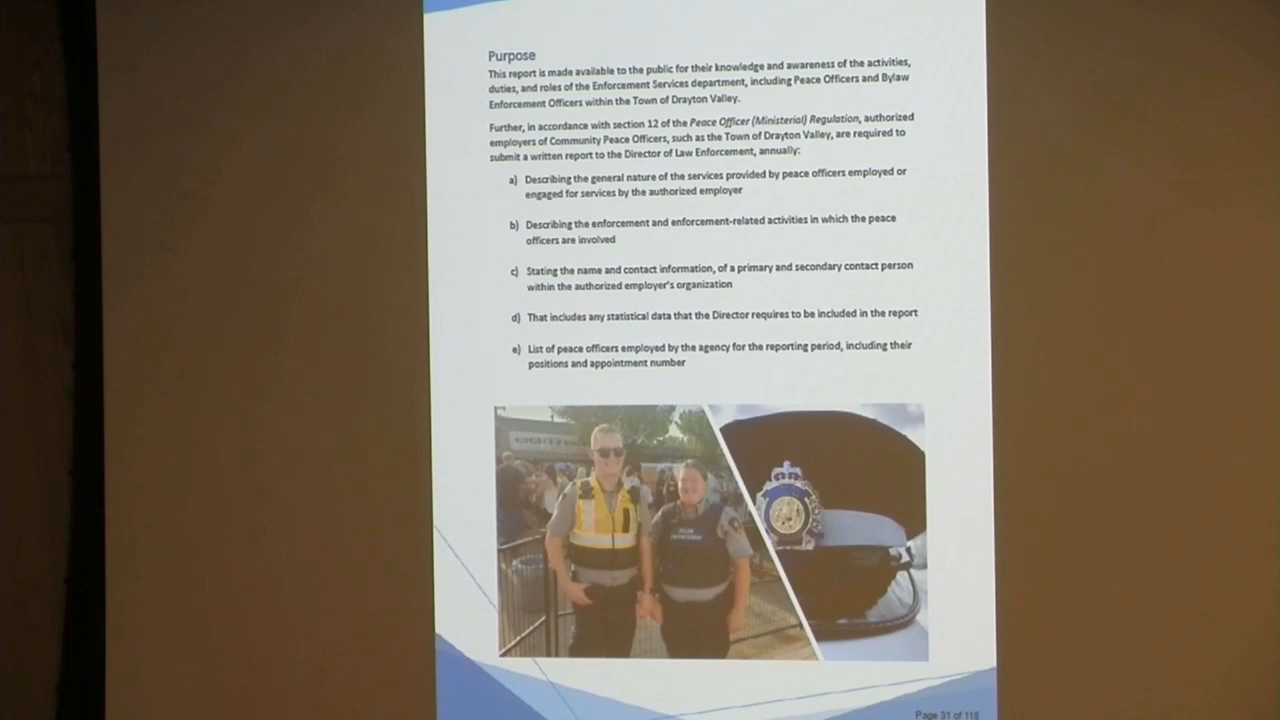 Purpose
This report is made available to the public for their knowledge and awareness of the activities,
duties, and roles of the Enforcement Services department, including Peace Officers and Bylaw
Enforcement Officers within the Town of Drayton Valley.
Further, in accordance with section 12 of the Peace Officer (Ministerial) Regulation, authorized
employers of Community Peace Officers, such as the Town of Drayton Valley, are required to
submit a written report to the Director of Law Enforcement, annually:
a) Describing the general nature of the services provided by peace officers employed or
engaged for services by the authorized employer
b) Describing the enforcement and enforcement-related activities in which the peace
officers are involved
c) Stating the name and contact information, of a primary and secondary contact person
within the authorized employer's organization
d) That includes any statistical data that the Director requires to be included in the report
e) List of peace officers employed by the agency for the reporting period, including their
positions and appointment number
Page 31 of 118